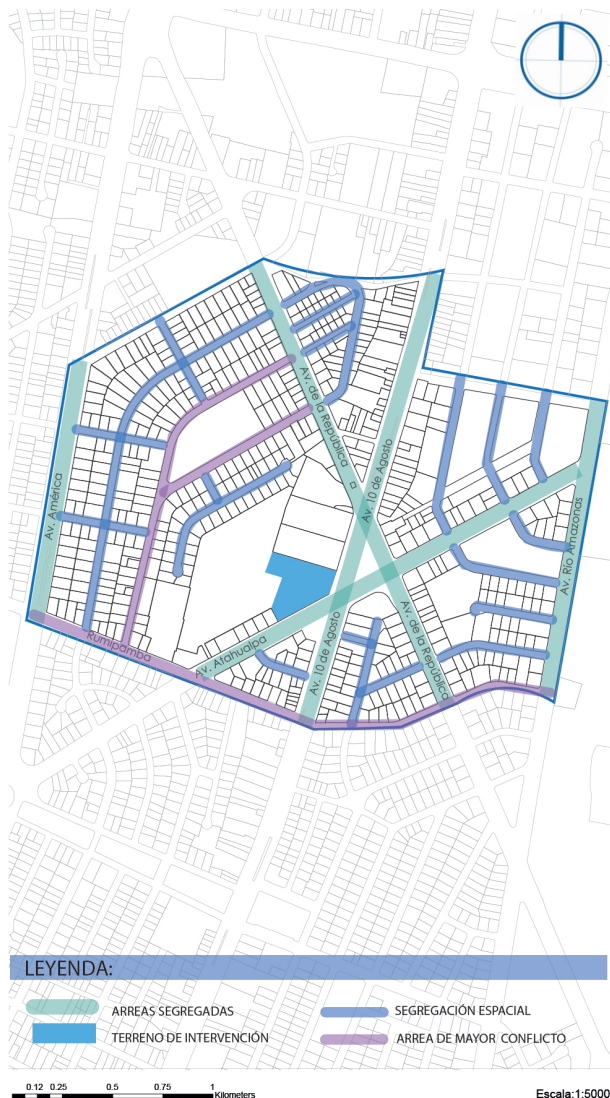 Av. de la República
Av. 10 de Agosto
Av. América
Av. Río Amazonas
Rumipamba
Av. Atahualpa
Av. 10 de Agosto
Av. de la República
LEYENDA:
ARREAS SEGREGADAS
SEGREGACIÓN ESPACIAL
TERRENO DE INTERVENCIÓN
ARREA DE MAYOR CONFLICTO
0.12 0.25 0.5 0.75 1
Kilometers
Escala:1:5000